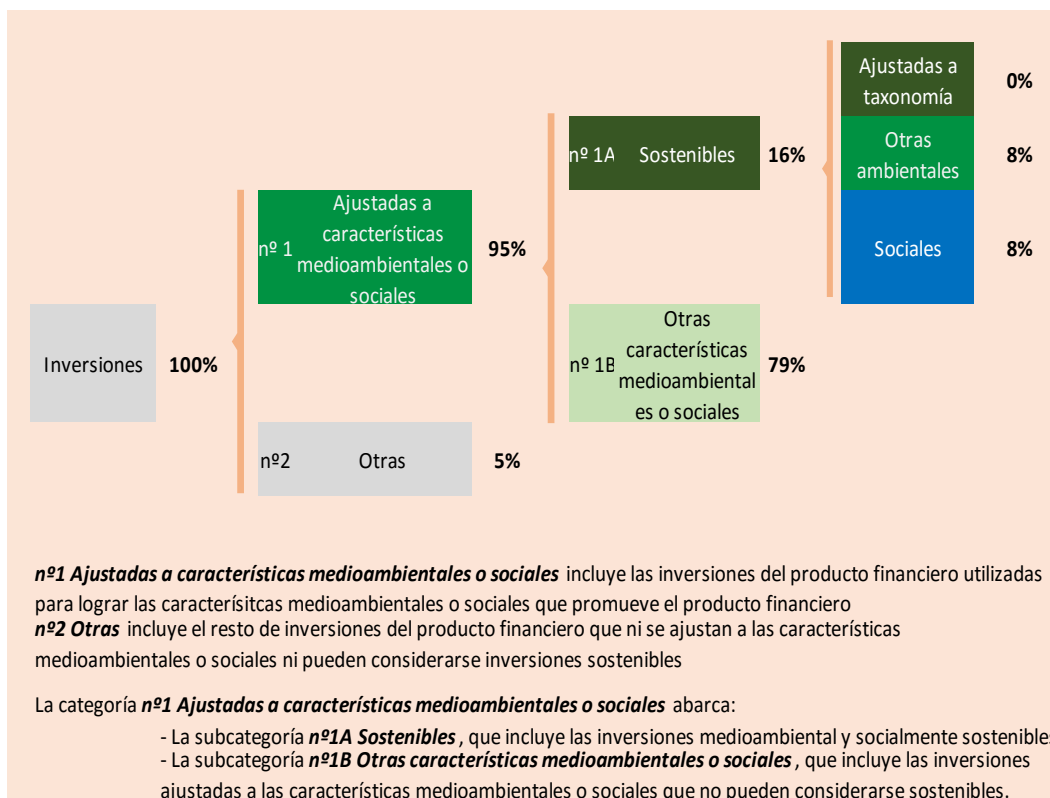 Ajustadas a
taxonomía
0%
Otras
ambientales
8%
Sociales
8%
nº 1A
Sostenibles
16%
nº 1
Ajustadas a
características
medioambientales o
sociales
95%
Inversiones
100%
nº 1B
Otras
características
medioambiental
es o sociales
79%
nº2
Otras
5%
nº1 Ajustadas a características medioambientales o sociales incluye las inversiones del producto financiero utilizadas
para lograr las caracterísitcas medioambientales o sociales que promueve el producto financiero
nº2 Otras incluye el resto de inversiones del producto financiero que ni se ajustan a las características
medioambientales o sociales ni pueden considerarse inversiones sostenibles
La categoría nº1 Ajustadas a características medioambientales o sociales abarca:
- La subcategoría nº1A Sostenibles, que incluye las inversiones medioambiental y socialmente sostenibles
- La subcategoría nº1B Otras características medioambientales o sociales, que incluye las inversiones
ajustadas a las características medioambientales o sociales que no pueden considerarse sostenibles.